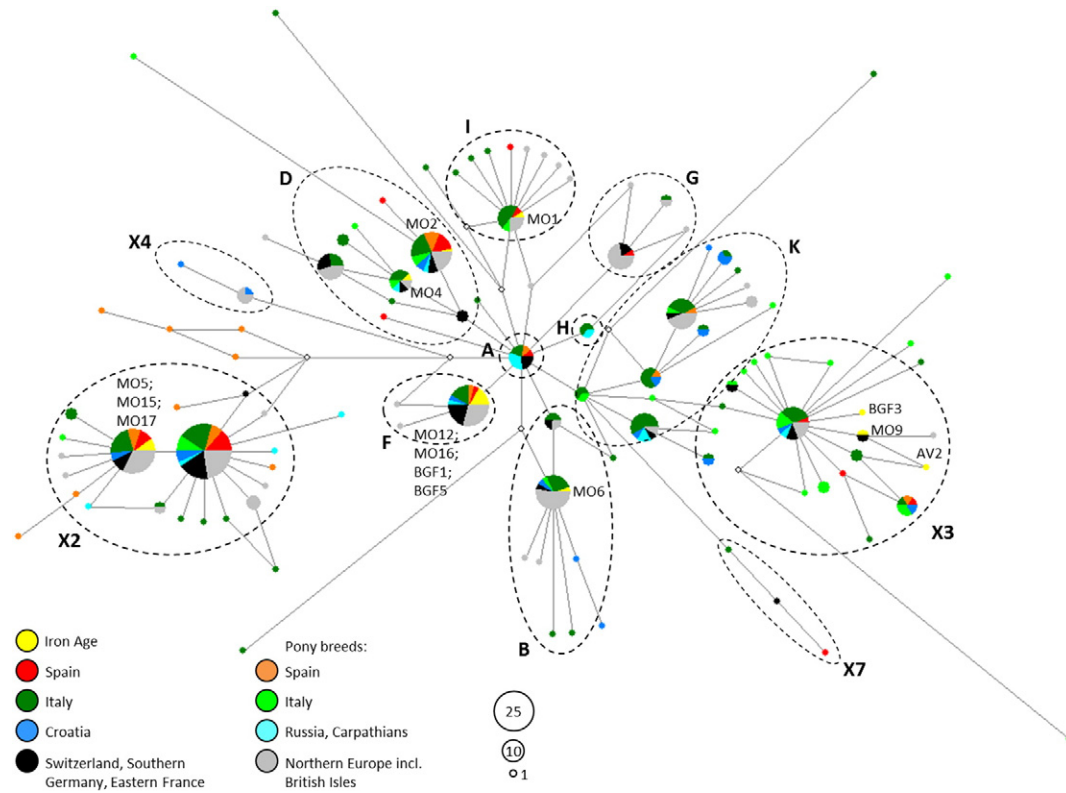 I
D
G
MO2
MO1
X4
K
MO4
H
A
MO5;
MO15;
MO17
BGF3
MO9
F
MO12;
MO16;
BGF1;
BGF5
AV2
MO6
X2
X3
B
X7
Iron Age
Spain
Italy
Croatia
Switzerland, Southern
Germany, Eastern France
Pony breeds:
Spain
Italy
Russia, Carpathians
Northern Europe incl.
British Isles
25
10
1